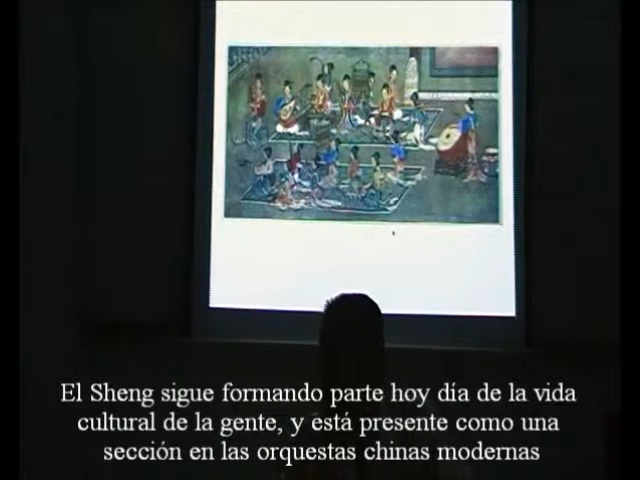 El Sheng sigue formando parte hoy día de la vida
cultural de la gente, y está presente como una
sección en las orquestas chinas modernas